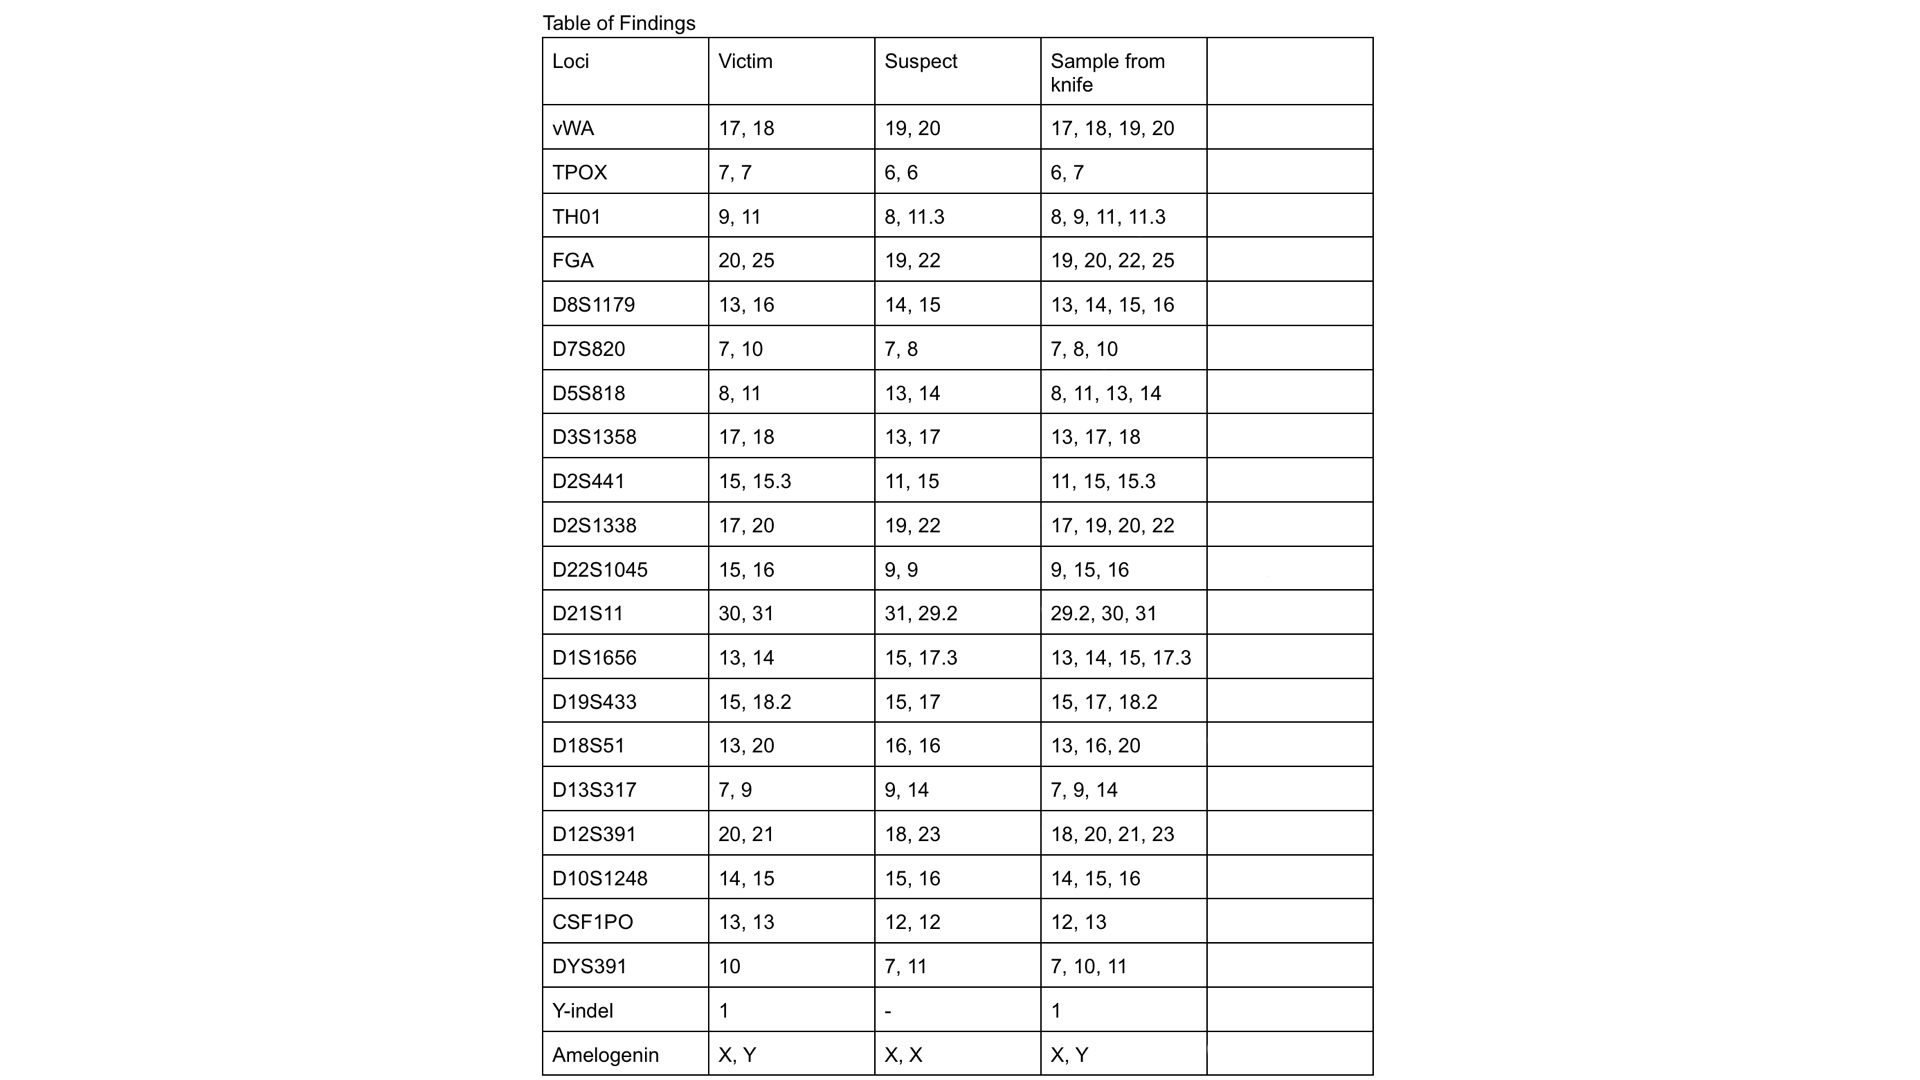 Table of Findings
Loci Victim Suspect Sample from
knife
vWA 17, 18 19, 20 17, 18, 19, 20
TPOX 7, 7 6, 6 6, 7
TH01 9, 11 8, 11.3 8, 9, 11, 11.3
FGA 20, 25 19, 22 19, 20, 22, 25
D8S1179 13, 16 14, 15 13, 14, 15, 16
D7S820 7, 10 7, 8 7, 8, 10
D5S818 8, 11 13, 14 8, 11, 13, 14
D3S1358 17, 18 13, 17 13, 17, 18
D2S441 15, 15.3 11, 15 11, 15, 15.3
D2S1338 17, 20 19, 22 17, 19, 20, 22
D22S1045 15, 16 9, 9 9, 15, 16
D21S11 30, 31 31, 29.2 29.2, 30, 31
D1S1656 13, 14 15, 17.3 13, 14, 15, 17.3
D19S433 15, 18.2 15, 17 15, 17, 18.2
D18S51 13, 20 16, 16 13, 16, 20
D13S317 7, 9 9, 14 7, 9, 14
D12S391 20, 21 18, 23 18, 20, 21, 23
D10S1248 14, 15 15, 16 14, 15, 16
CSF1PO 13, 13 12, 12 12, 13
DYS391 10 7, 11 7, 10, 11
Y-indel 1 - 1
Amelogenin X, Y X, X X, Y